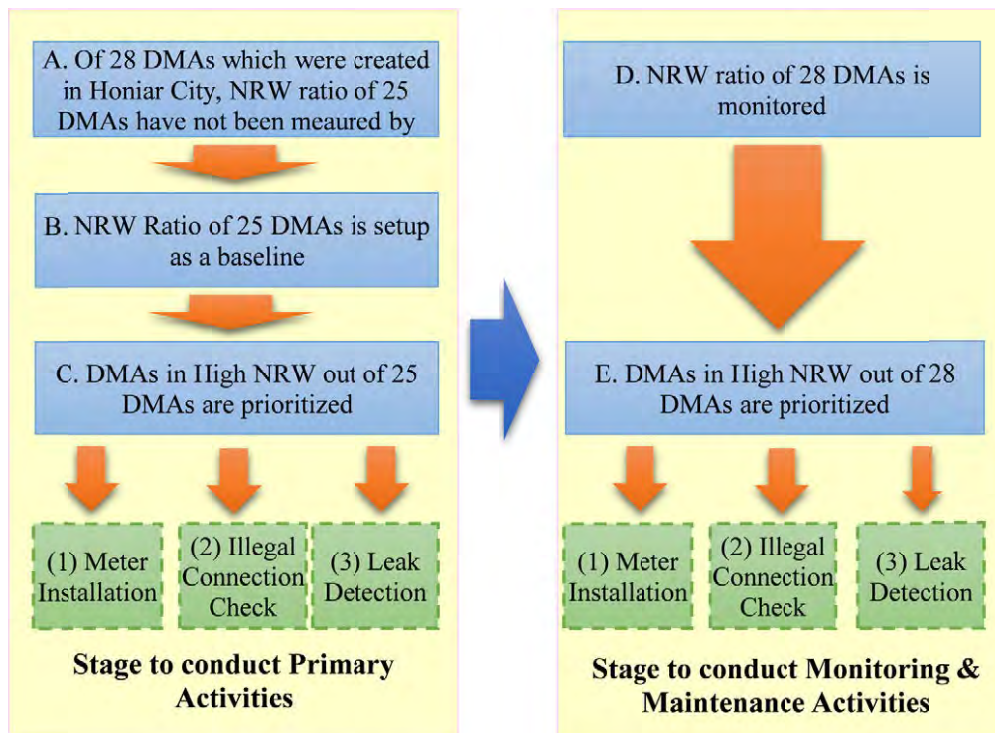 A. Of 28 DMAs which were created
in Honiar City, NRW ratio of 25
DMAs have not been meaured by
B. NRW Ratio of 25 DMAs is setup
as a baseline
C. DMAs in High NRW out of 25
DMAs are prioritized
(1) Meter
Installation
(2) Illegal
Connection
Check
(3) Leak
Detection
Stage to conduct Primary
Activities
D. NRW ratio of 28 DMAs is
monitored
E. DMAs in High NRW out of 28
DMAs are prioritized
(1) Meter
Installation
(2) Illegal
Connection
Check
(3) Leak
Detection
Stage to conduct Monitoring &
Maintenance Activities